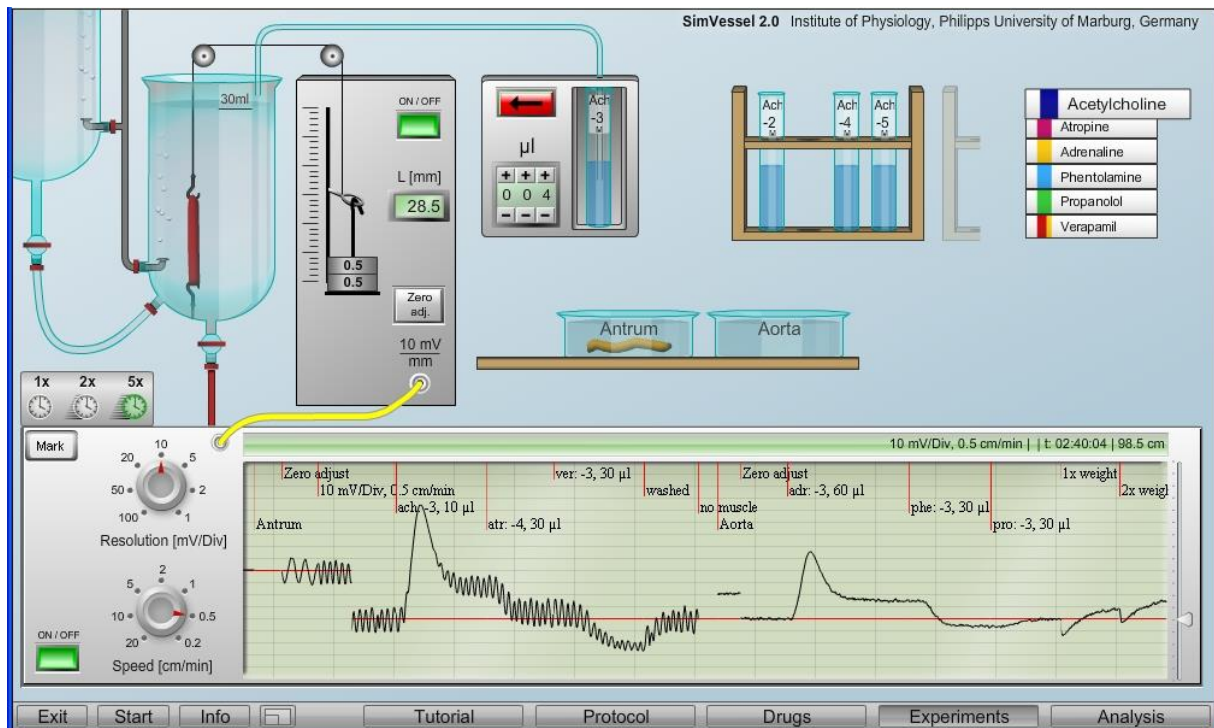 SimVessel 2.0 Institute of Physiology, Philipps University of Marburg, Germany
30ml
ON / OFF
L [mm]
28.5
0.5
0.5
Zero
adj.
10 mV
mm
Ach
-3
M
µl
+ + +
0 0 4
- - -
Ach
-2
M
Ach
-4
M
Ach
-5
M
Acetylcholine
Atropine
Adrenaline
Phentolamine
Propanolol
Verapamil
Antrum
Aorta
1x 2x 5x
Mark
10
20 5
50 2
100 1
Resolution [mV/Div]
2
5 1
10 0.5
20 0.2
ON / OFF
Speed [cm/min]
10 mV/Div, 0.5 cm/min | | t: 02:40:04 | 98.5 cm
Zero adjust ver: -3, 30 µl Zero adjust 1x weight
10 mV/Div, 0.5 cm/min washed adr: -3, 60 µl 2x weigl
ach: -3, 10 µl no muscle phe: -3, 30 µl
Antrum atr: -4, 30 µl Aorta pro: -3, 30 µl
Exit Start Info Tutorial Protocol Drugs Experiments Analysis